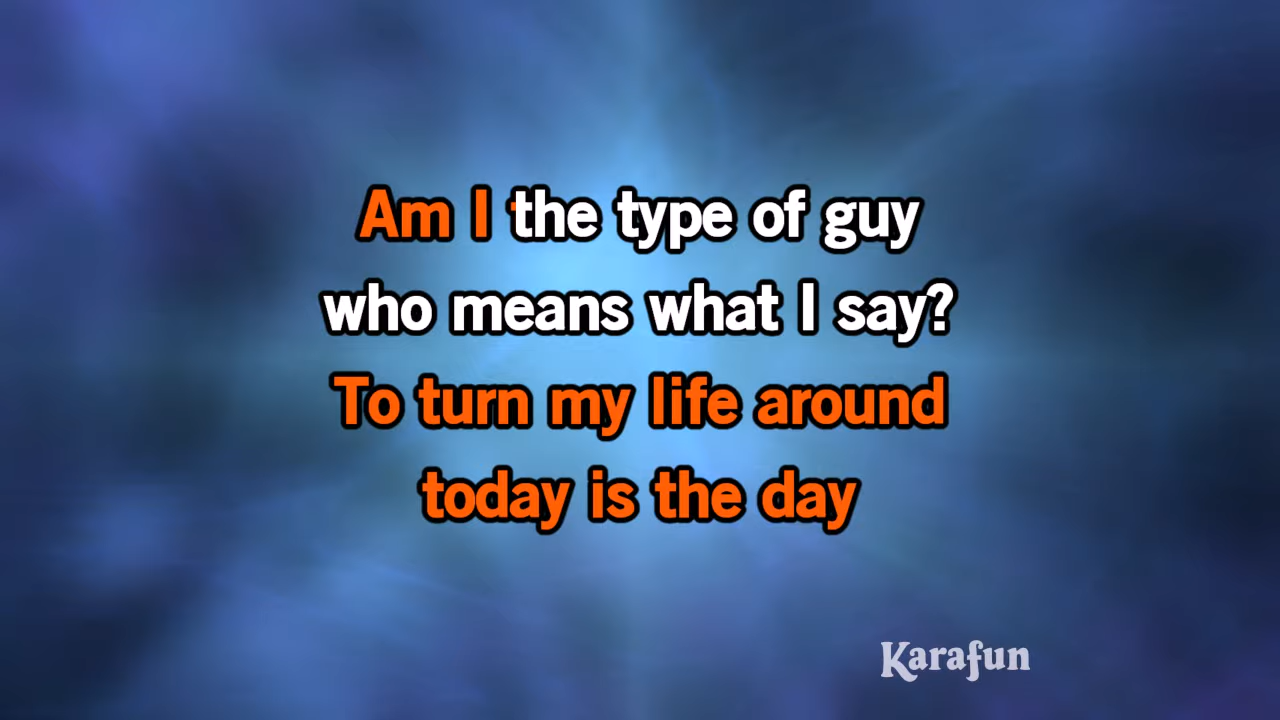 Am I the type of guy
who means what I say?
To turn my life around
today is the day
Karafun